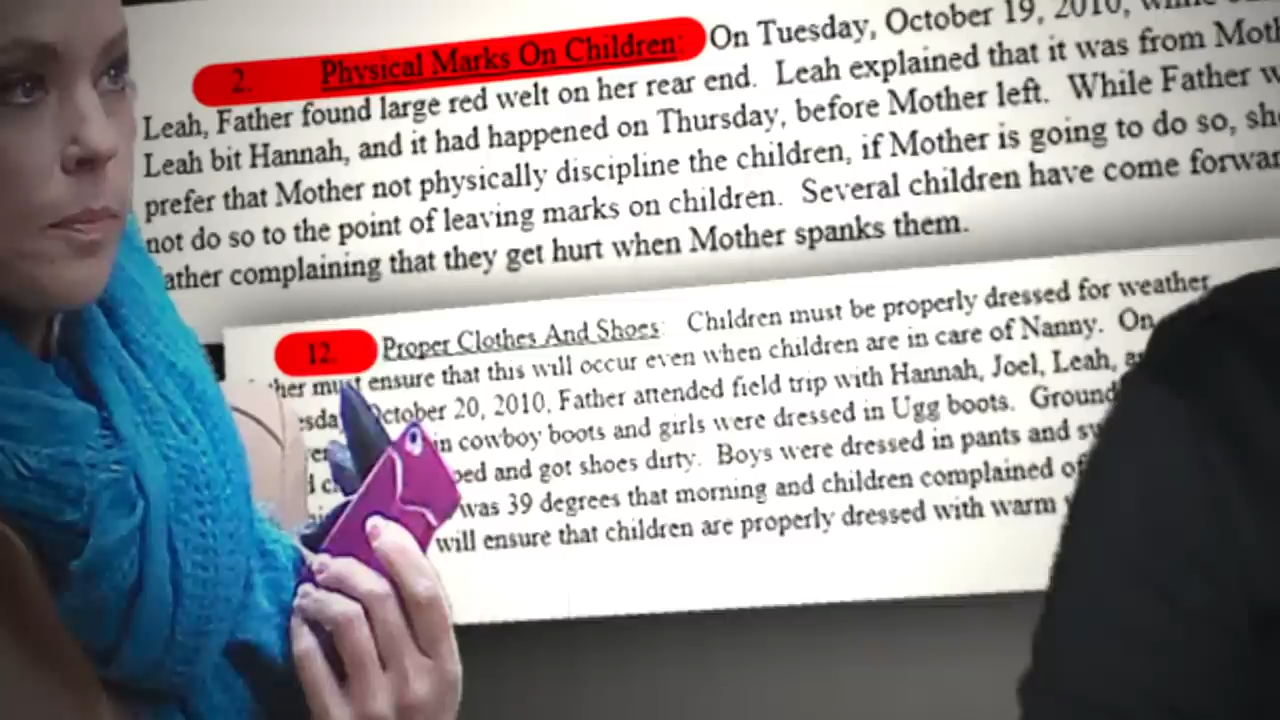 2. Physical Marks On Children: On Tuesday, October 19, 2010, while
Leah, Father found large red welt on her rear end. Leah explained that it was from Moth
Leah bit Hannah, and it had happened on Thursday, before Mother left. While Father w
prefer that Mother not physically discipline the children, if Mother is going to do so, sh
not do so to the point of leaving marks on children. Several children have come forwar
ather complaining that they get hurt when Mother spanks them.
12. Proper Clothes And Shoes: Children must be properly dressed for weather
her must ensure that this will occur even when children are in care of Nanny. On
sda October 20, 2010, Father attended field trip with Hannah, Joel, Leah, a
in cowboy boots and girls were dressed in Ugg boots. Ground
ped and got shoes dirty. Boys were dressed in pants and sw
was 39 degrees that morning and children complained of
will ensure that children are properly dressed with warm